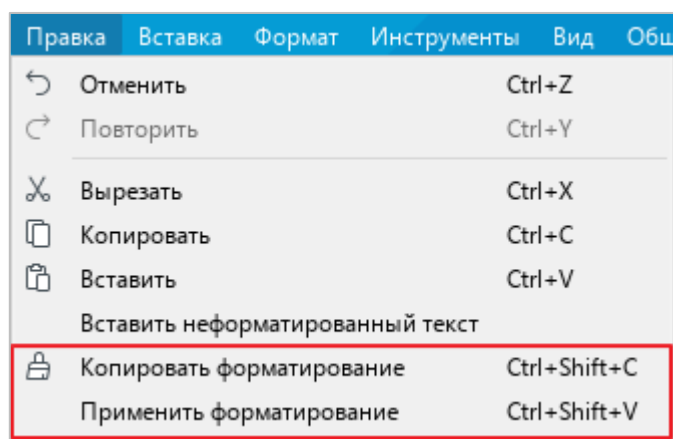 Правка Вставка Формат Инструменты Вид Общ
Отменить Ctrl+Z
Повторить Ctrl+Y
Вырезать Ctrl+X
Копировать Ctrl+C
Вставить Ctrl+V
Вставить неформатированный текст
Копировать форматирование Ctrl+Shift+C
Применить форматирование Ctrl+Shift+V